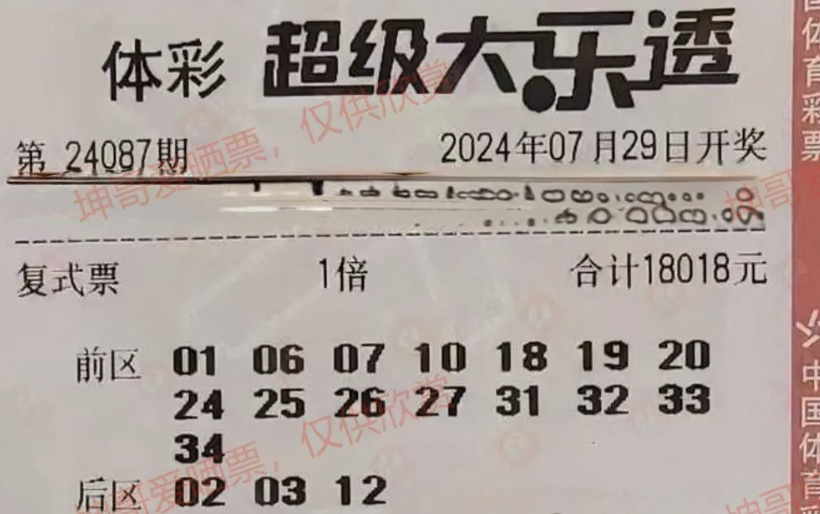 体彩 超级大乐透
第 24087期 2024年07月29日开奖
复式票 1倍 合计18018元
前区 01 06 07 10 18 19 20
24 25 26 27 31 32 33
34
后区 02 03 12
坤哥爱晒票，仅供欣赏
坤哥爱晒票，仅供欣赏
坤哥
坤哥
国体育彩票
中国体育彩